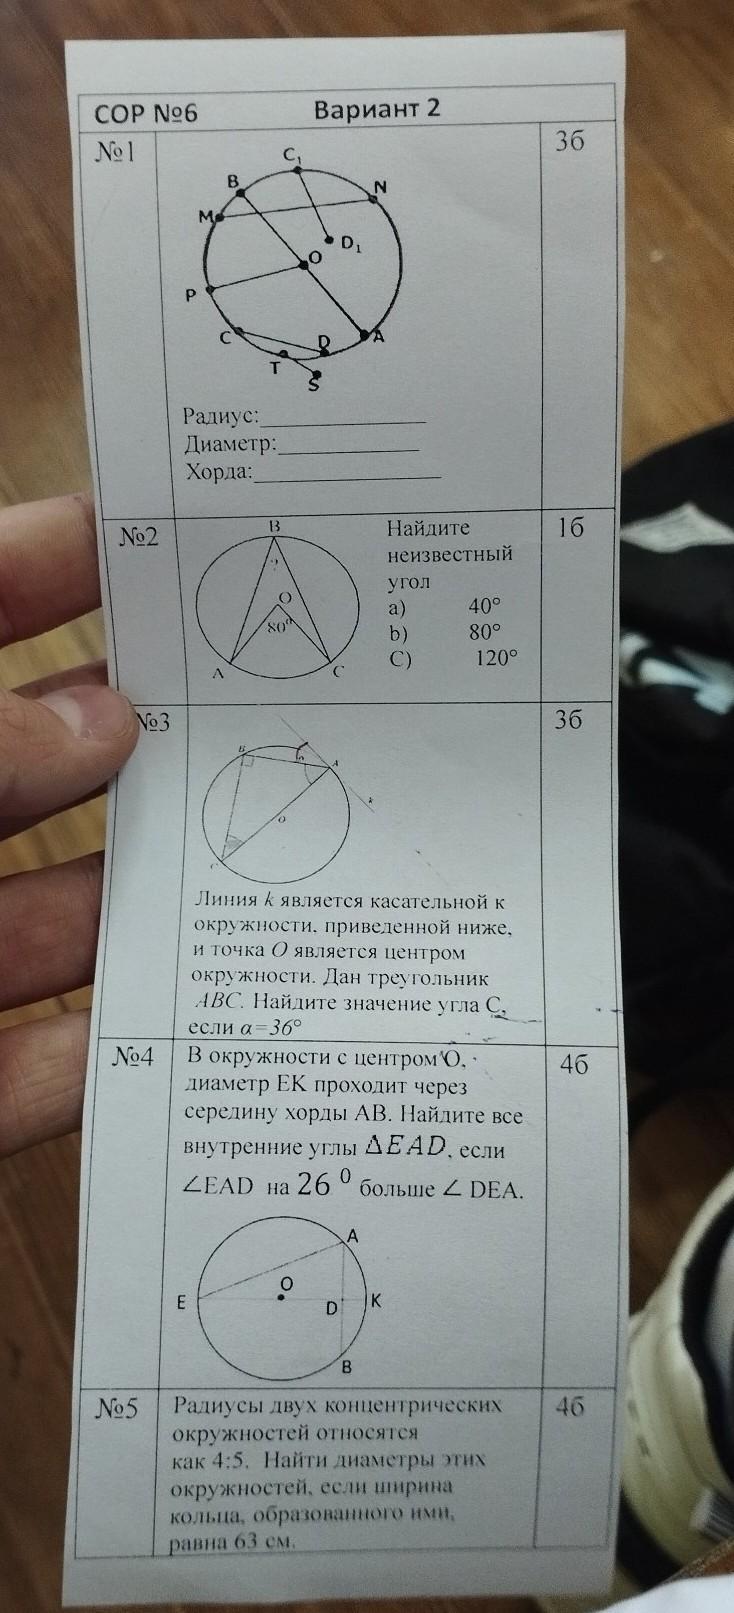 СОР №6 Вариант 2
№1 3б
C₁
B
N
M
D₁
O
P
C
D
A
T
S
Радиус:
Диаметр:
Хорда:
№2 1б
B
?
O
80⁰
A
C
Найдите
неизвестный
угол
a) 40°
b) 80°
C) 120°
№3 3б
B
A
k
O
C
Линия k является касательной к
окружности, приведенной ниже,
и точка O является центром
окружности. Дан треугольник
ABC. Найдите значение угла C,
если α=36°
№4 4б
В окружности с центром О,
диаметр ЕК проходит через
середину хорды АВ. Найдите все
внутренние углы ΔEAD, если
∠EAD на 26 ⁰ больше ∠ DEA.
A
O
E
D
K
B
№5 4б
Радиусы двух концентрических
окружностей относятся
как 4:5. Найти диаметры этих
окружностей, если ширина
кольца, образованного ими,
равна 63 см.